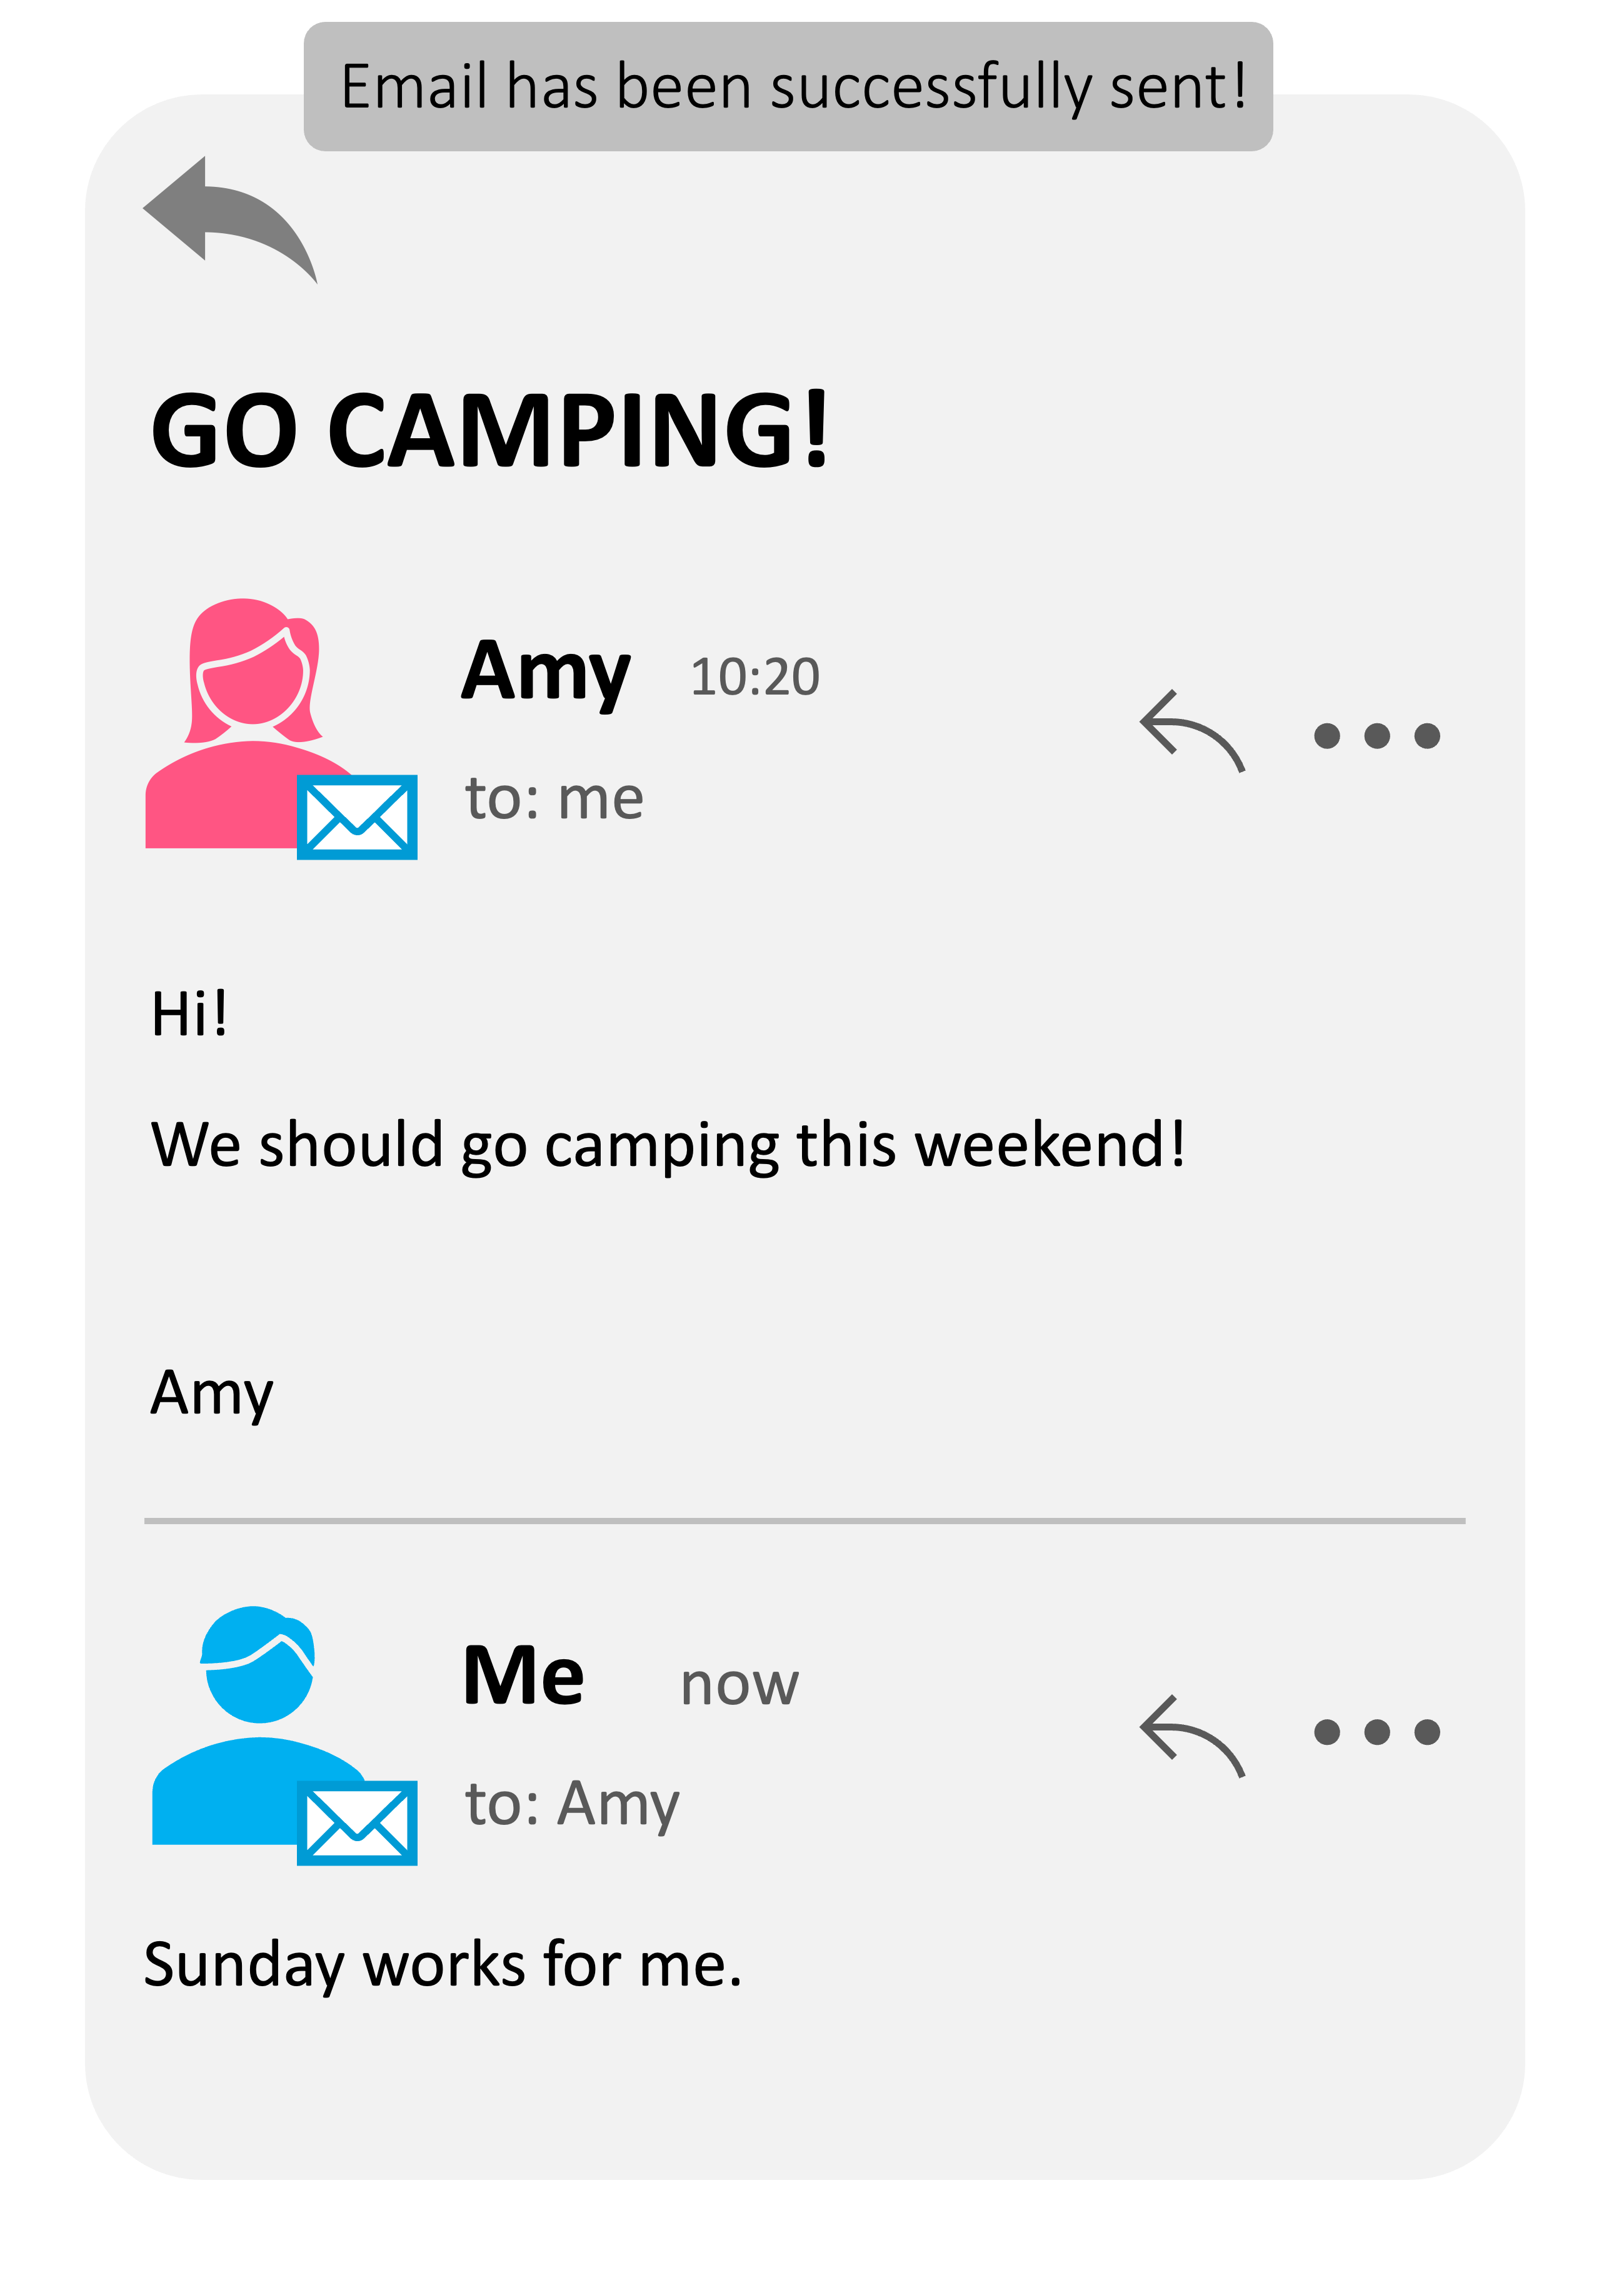 Email has been successfully sent!
GO CAMPING!
Amy 10:20
to: me
Hi!
We should go camping this weekend!
Amy
Me now
to: Amy
Sunday works for me.